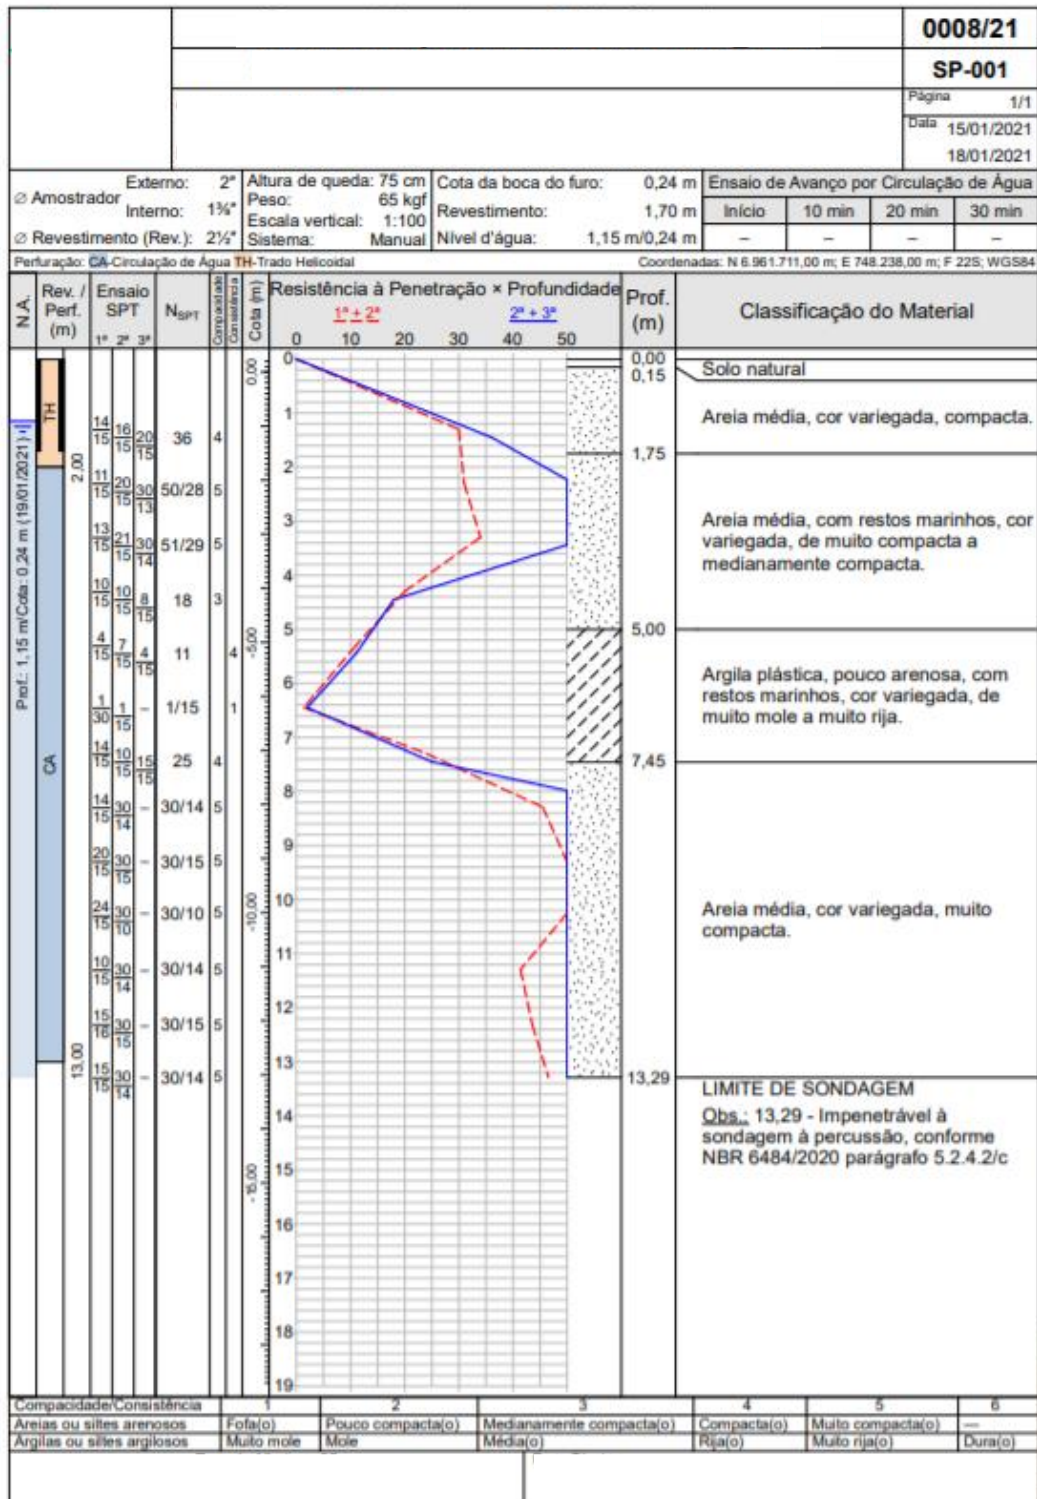 0008/21
SP-001
Página 1/1
Data 15/01/2021
18/01/2021
Ø Amostrador Externo: 2"
Interno: 1⅜"
Ø Revestimento (Rev.): 2½"
Altura de queda: 75 cm
Peso: 65 kgf
Escala vertical: 1:100
Sistema: Manual
Cota da boca do furo: 0,24 m
Revestimento: 1,70 m
Nível d'água: 1,15 m/0,24 m
Ensaio de Avanço por Circulação de Água
Início 10 min 20 min 30 min
– – – –
Perfuração: CA-Circulação de Água TH-Trado Helicoidal
Coordenadas: N 6.961.711,00 m; E 748.238,00 m; F 22S; WGS84
N.A.
Rev. / Perf. (m)
Ensaio SPT
1ª 2ª 3ª
NSPT
Compacidade
Consistência
Cota (m)
Resistência à Penetração × Profundidade
1ª + 2ª 2ª + 3ª
0 10 20 30 40 50
Prof. (m)
Classificação do Material
Prof.: 1,15 m/Cota: 0,24 m (19/01/2021)
TH
2,00
CA
13,00
14/15 16/15 20/15 36 4
11/15 20/15 30/13 50/28 5
13/15 21/15 30/14 51/29 5
10/15 10/15 8/15 18 3
4/15 7/15 4/15 11 4
1/30 1/15 – 1/15 1
14/15 10/15 15/15 25 4
14/15 30/14 – 30/14 5
20/15 30/15 – 30/15 5
24/15 30/10 – 30/10 5
10/15 30/14 – 30/14 5
15/16 30/15 – 30/15 5
15/15 30/14 – 30/14 5
0,00
-5,00
-10,00
-15,00
0
1
2
3
4
5
6
7
8
9
10
11
12
13
14
15
16
17
18
19
0,00
0,15
1,75
5,00
7,45
13,29
Solo natural
Areia média, cor variegada, compacta.
Areia média, com restos marinhos, cor
variegada, de muito compacta a
medianamente compacta.
Argila plástica, pouco arenosa, com
restos marinhos, cor variegada, de
muito mole a muito rija.
Areia média, cor variegada, muito
compacta.
LIMITE DE SONDAGEM
Obs.: 13,29 - Impenetrável à
sondagem à percussão, conforme
NBR 6484/2020 parágrafo 5.2.4.2/c
Compacidade/Consistência 1 2 3 4 5 6
Areias ou siltes arenosos Fofa(o) Pouco compacta(o) Medianamente compacta(o) Compacta(o) Muito compacta(o) —
Argilas ou siltes argilosos Muito mole Mole Média(o) Rija(o) Muito rija(o) Dura(o)